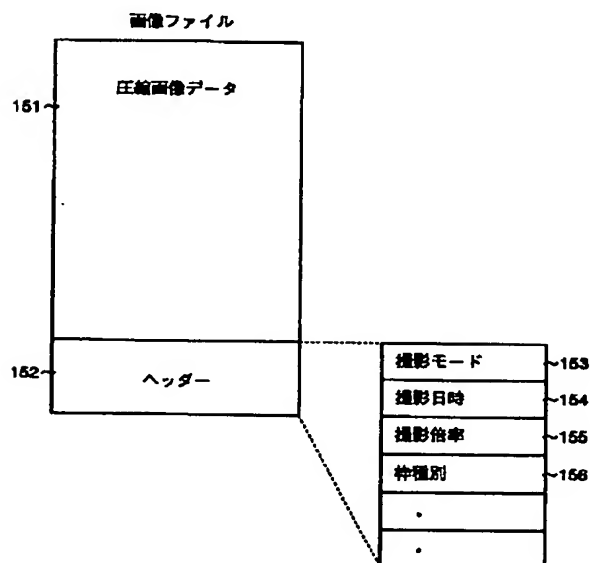 画像ファイル
圧縮画像データ
151
152
ヘッダー
撮影モード
153
撮影日時
154
撮影倍率
155
枠種別
156
・
・